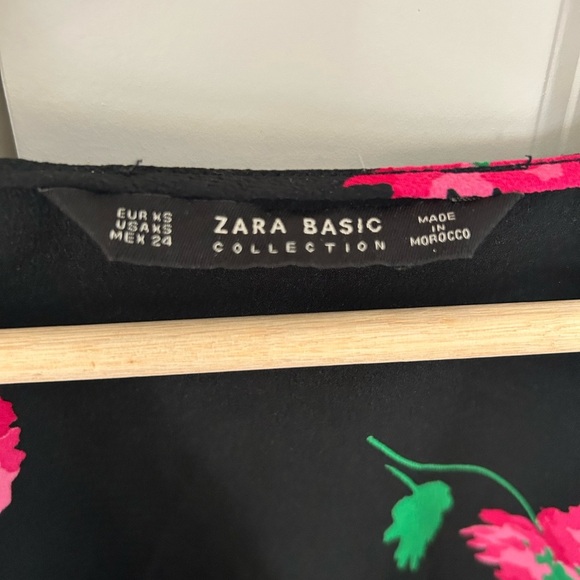 EUR XS
USA XS
MEX 24
ZARA BASIC
COLLECTION
MADE
IN
MOROCCO